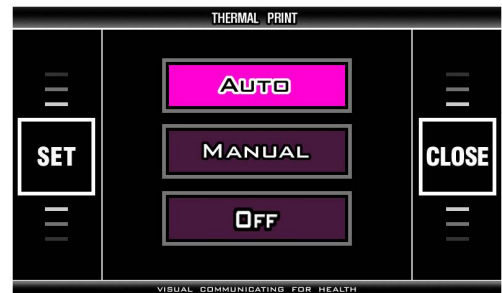 THERMAL PRINT
AUTO
SET
MANUAL
CLOSE
OFF
VISUAL COMMUNICATING FOR HEALTH